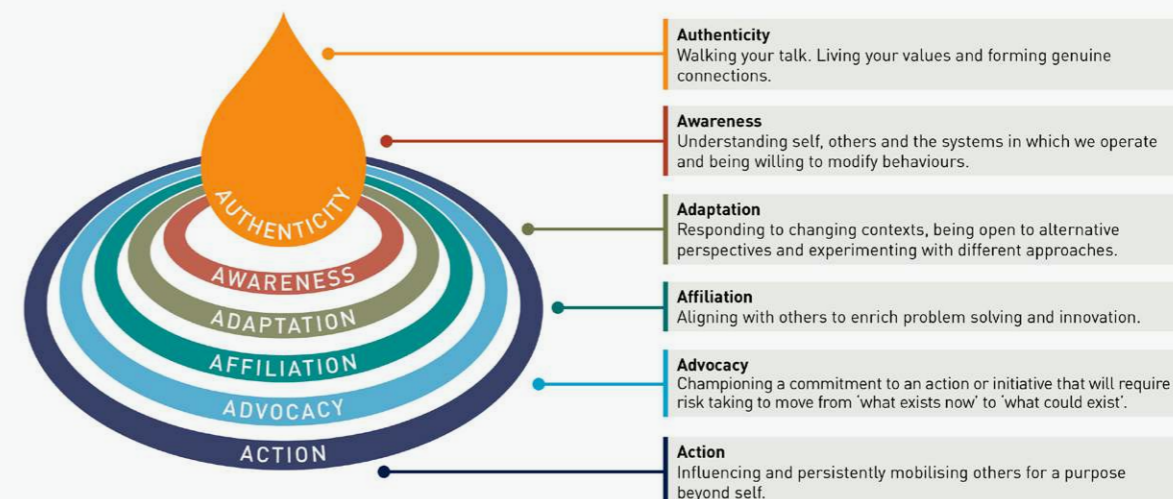 AUTHENTICITY
AWARENESS
ADAPTATION
AFFILIATION
ADVOCACY
ACTION
Authenticity
Walking your talk. Living your values and forming genuine
connections.
Awareness
Understanding self, others and the systems in which we operate
and being willing to modify behaviours.
Adaptation
Responding to changing contexts, being open to alternative
perspectives and experimenting with different approaches.
Affiliation
Aligning with others to enrich problem solving and innovation.
Advocacy
Championing a commitment to an action or initiative that will require
risk taking to move from ‘what exists now’ to ‘what could exist’.
Action
Influencing and persistently mobilising others for a purpose
beyond self.